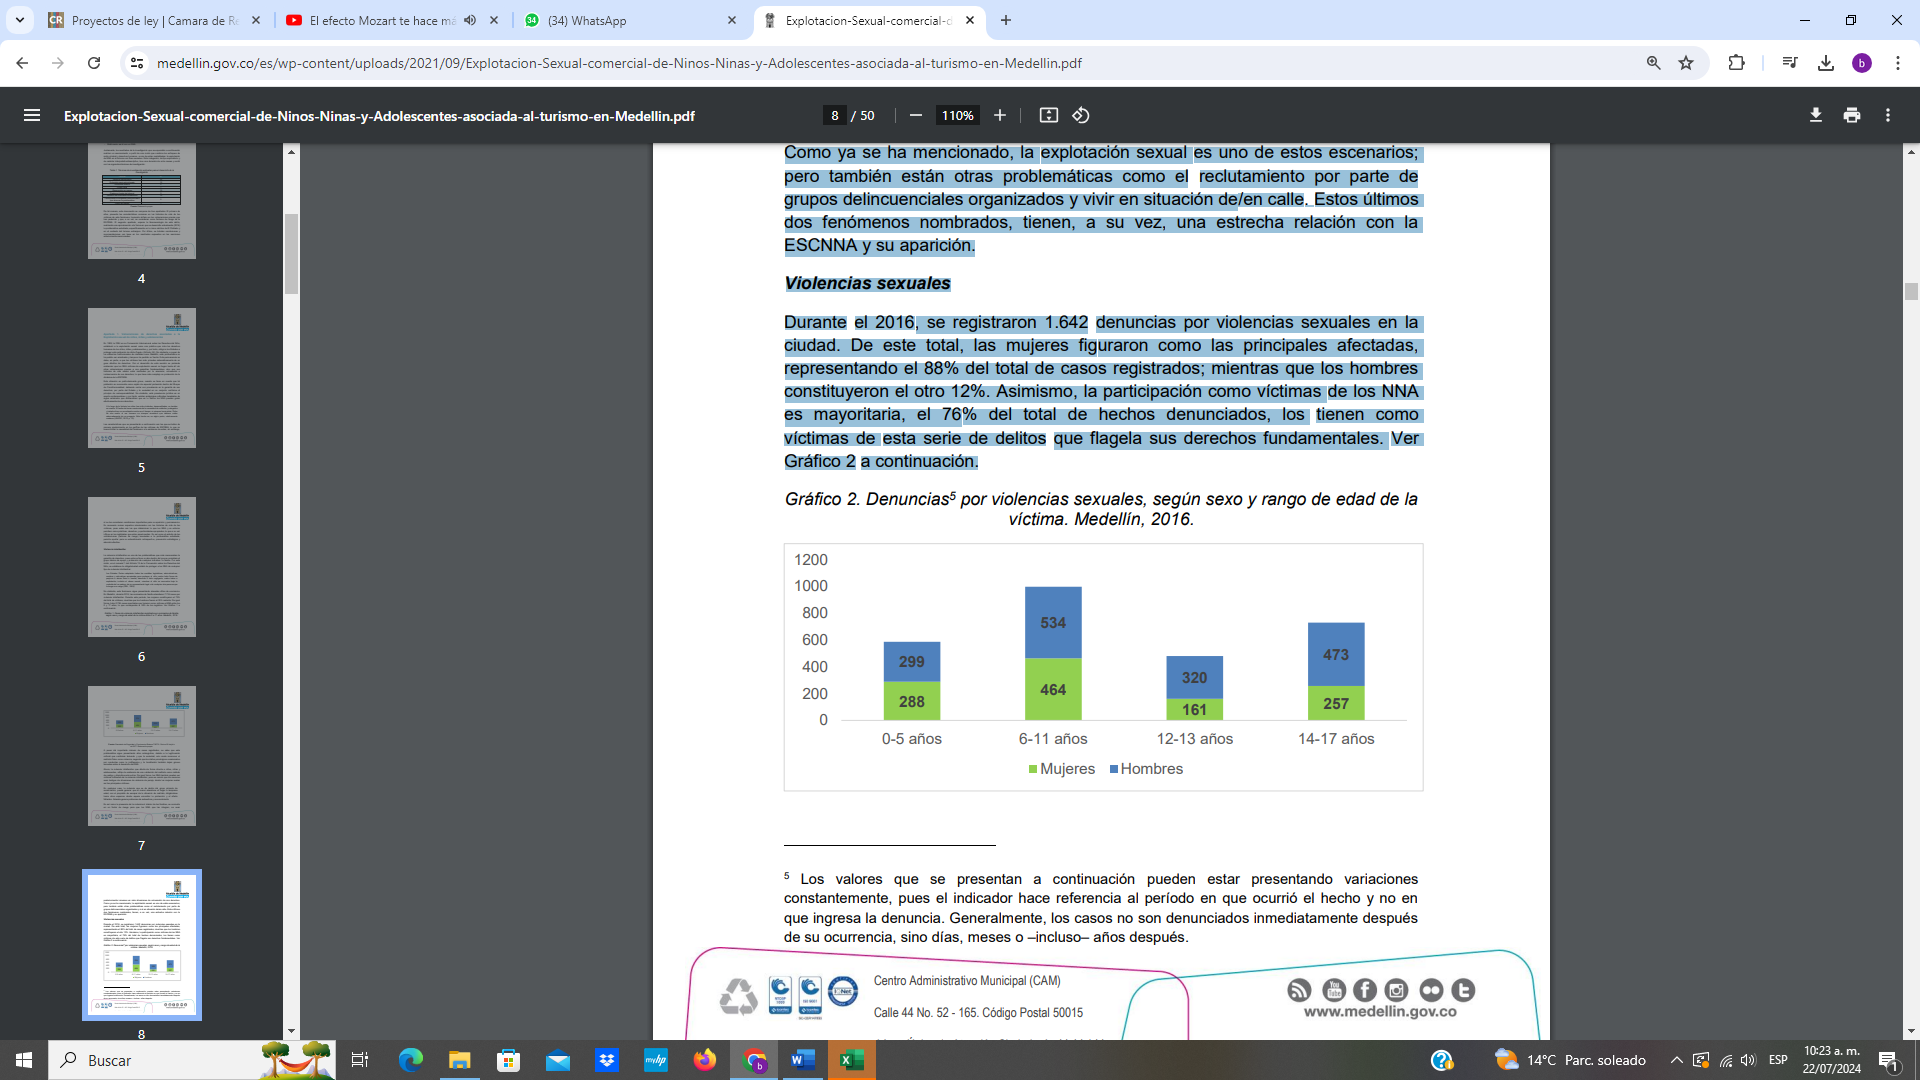 Proyectos de ley | Camara de Re
El efecto Mozart te hace má
(34) WhatsApp
Explotacion-Sexual-comercial-d
medellin.gov.co/es/wp-content/uploads/2021/09/Explotacion-Sexual-comercial-de-Ninos-Ninas-y-Adolescentes-asociada-al-turismo-en-Medellin.pdf
b
Explotacion-Sexual-comercial-de-Ninos-Ninas-y-Adolescentes-asociada-al-turismo-en-Medellin.pdf
8 / 50
110%
4
5
6
7
8
Como ya se ha mencionado, la explotación sexual es uno de estos escenarios;
pero también están otras problemáticas como el reclutamiento por parte de
grupos delincuenciales organizados y vivir en situación de/en calle. Estos últimos
dos fenómenos nombrados, tienen, a su vez, una estrecha relación con la
ESCNNA y su aparición.
Violencias sexuales
Durante el 2016, se registraron 1.642 denuncias por violencias sexuales en la
ciudad. De este total, las mujeres figuraron como las principales afectadas,
representando el 88% del total de casos registrados; mientras que los hombres
constituyeron el otro 12%. Asimismo, la participación como víctimas de los NNA
es mayoritaria, el 76% del total de hechos denunciados, los tienen como
víctimas de esta serie de delitos que flagela sus derechos fundamentales. Ver
Gráfico 2 a continuación.
Gráfico 2. Denuncias5 por violencias sexuales, según sexo y rango de edad de la
víctima. Medellín, 2016.
1200
1000
800
600
400
200
0
299
288
534
464
320
161
473
257
0-5 años
6-11 años
12-13 años
14-17 años
Mujeres
Hombres
5 Los valores que se presentan a continuación pueden estar presentando variaciones
constantemente, pues el indicador hace referencia al período en que ocurrió el hecho y no en
que ingresa la denuncia. Generalmente, los casos no son denunciados inmediatamente después
de su ocurrencia, sino días, meses o –incluso– años después.
Centro Administrativo Municipal (CAM)
Calle 44 No. 52 - 165. Código Postal 50015
www.medellin.gov.co
Buscar
14°C Parc. soleado
ESP
10:23 a. m.
22/07/2024
1